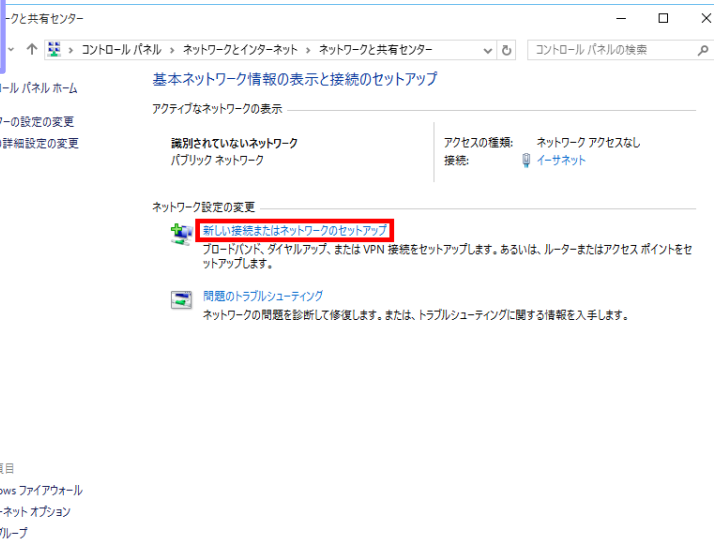 ークと共有センター
コントロール パネル › ネットワークとインターネット › ネットワークと共有センター
コントロール パネルの検索
ール パネル ホーム
ターの設定の変更
詳細設定の変更
基本ネットワーク情報の表示と接続のセットアップ
アクティブなネットワークの表示
識別されていないネットワーク
パブリック ネットワーク
アクセスの種類: ネットワーク アクセスなし
接続: イーサネット
ネットワーク設定の変更
新しい接続またはネットワークのセットアップ
ブロードバンド、ダイヤルアップ、または VPN 接続をセットアップします。あるいは、ルーターまたはアクセス ポイントをセ
ットアップします。
問題のトラブルシューティング
ネットワークの問題を診断して修復します。または、トラブルシューティングに関する情報を入手します。
項目
ows ファイアウォール
ーネット オプション
グループ